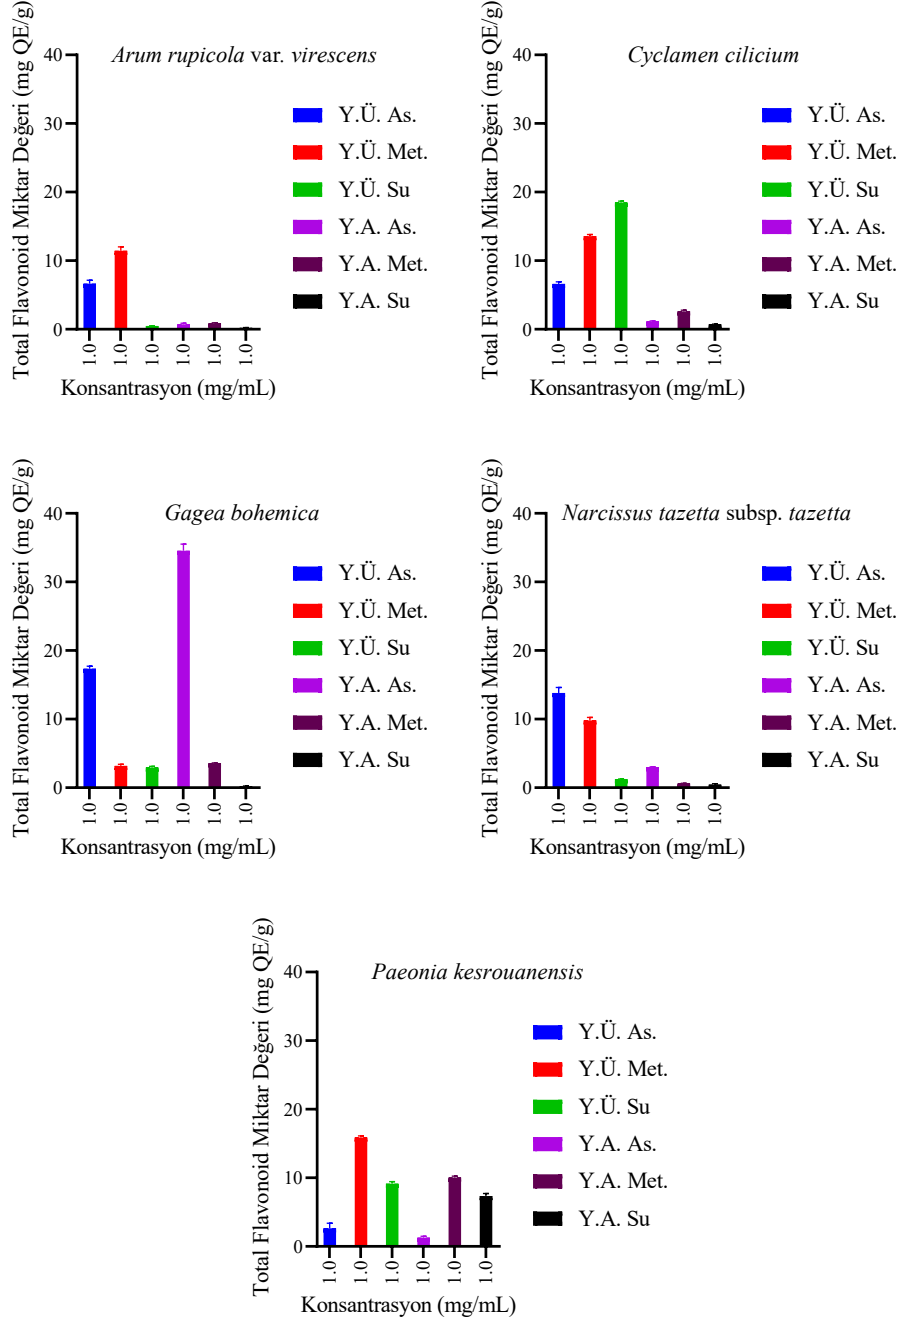 Arum rupicola var. virescens
Total Flavonoid Miktar Değeri (mg QE/g)
40
30
20
10
0
1.0
1.0
1.0
1.0
1.0
1.0
Konsantrasyon (mg/mL)
Y.Ü. As.
Y.Ü. Met.
Y.Ü. Su
Y.A. As.
Y.A. Met.
Y.A. Su
Cyclamen cilicium
Total Flavonoid Miktar Değeri (mg QE/g)
40
30
20
10
0
1.0
1.0
1.0
1.0
1.0
1.0
Konsantrasyon (mg/mL)
Y.Ü. As.
Y.Ü. Met.
Y.Ü. Su
Y.A. As.
Y.A. Met.
Y.A. Su
Gagea bohemica
Total Flavonoid Miktar Değeri (mg QE/g)
40
30
20
10
0
1.0
1.0
1.0
1.0
1.0
1.0
Konsantrasyon (mg/mL)
Y.Ü. As.
Y.Ü. Met.
Y.Ü. Su
Y.A. As.
Y.A. Met.
Y.A. Su
Narcissus tazetta subsp. tazetta
Total Flavonoid Miktar Değeri (mg QE/g)
40
30
20
10
0
1.0
1.0
1.0
1.0
1.0
1.0
Konsantrasyon (mg/mL)
Y.Ü. As.
Y.Ü. Met.
Y.Ü. Su
Y.A. As.
Y.A. Met.
Y.A. Su
Paeonia kesrouanensis
Total Flavonoid Miktar Değeri (mg QE/g)
40
30
20
10
0
1.0
1.0
1.0
1.0
1.0
1.0
Konsantrasyon (mg/mL)
Y.Ü. As.
Y.Ü. Met.
Y.Ü. Su
Y.A. As.
Y.A. Met.
Y.A. Su